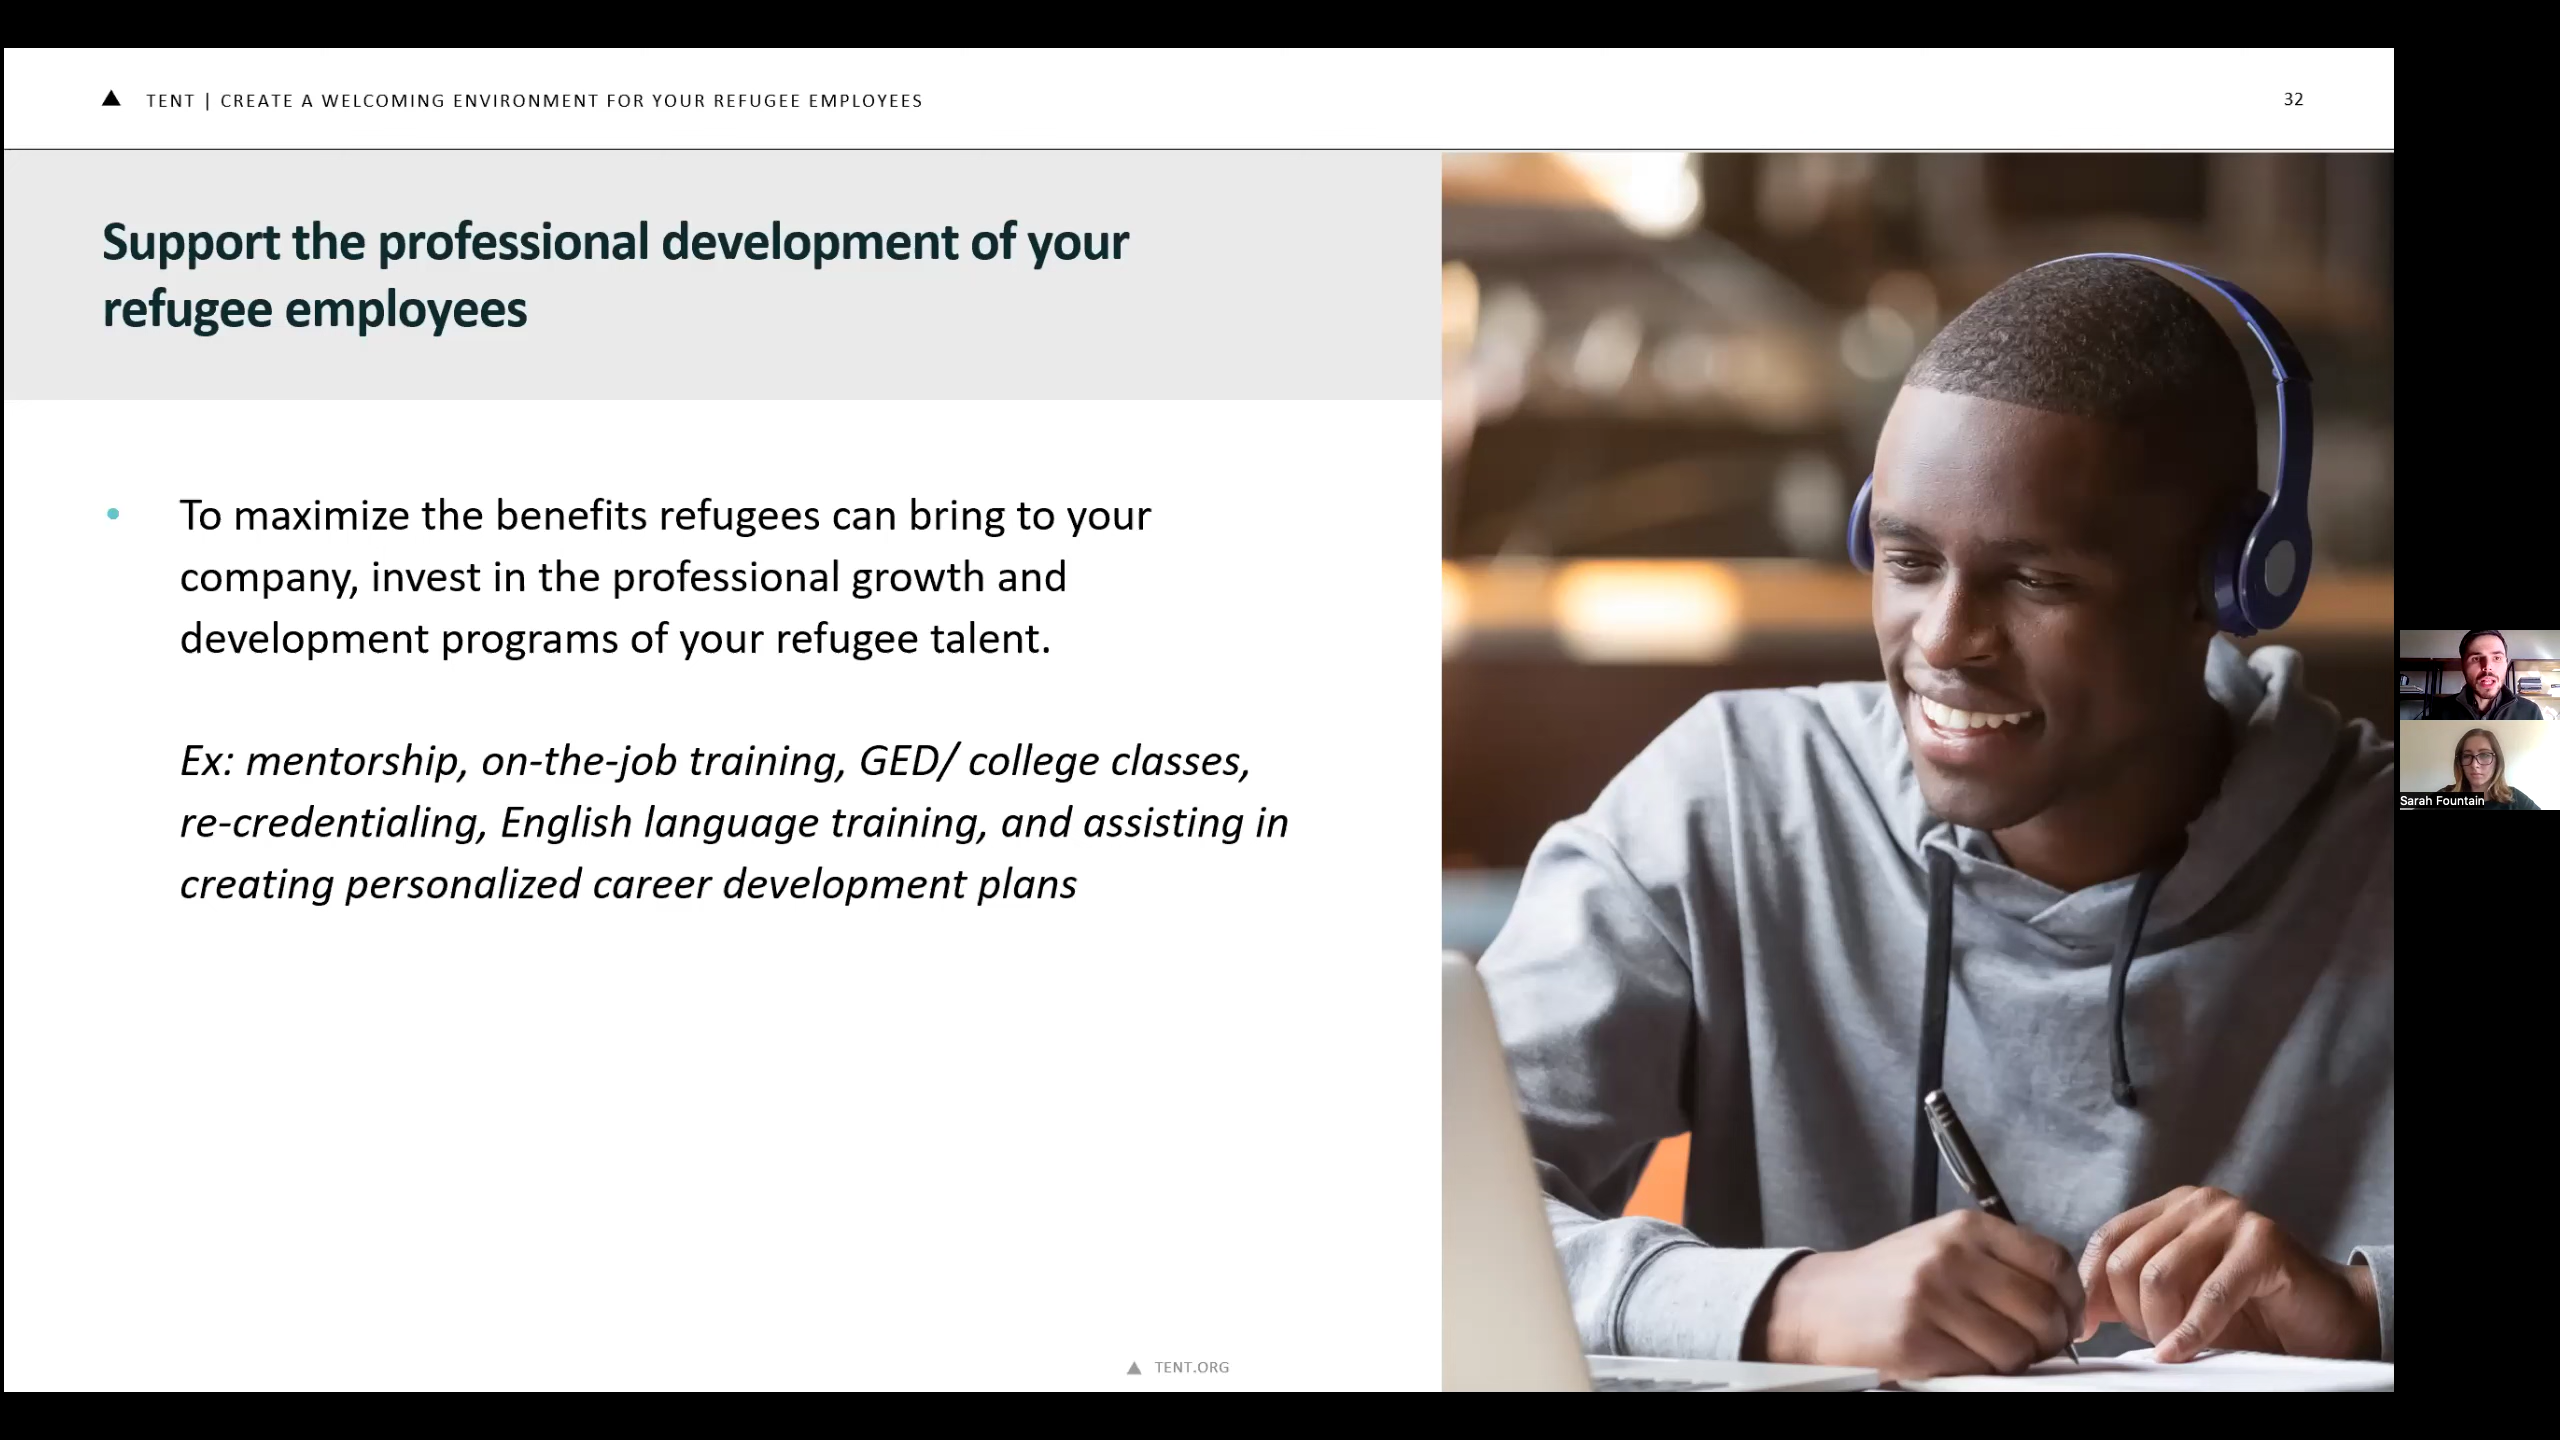 TENT | CREATE A WELCOMING ENVIRONMENT FOR YOUR REFUGEE EMPLOYEES
32
Support the professional development of your
refugee employees
• To maximize the benefits refugees can bring to your
company, invest in the professional growth and
development programs of your refugee talent.
Ex: mentorship, on-the-job training, GED/ college classes,
re-credentialing, English language training, and assisting in
creating personalized career development plans
Sarah Fountain
TENT.ORG